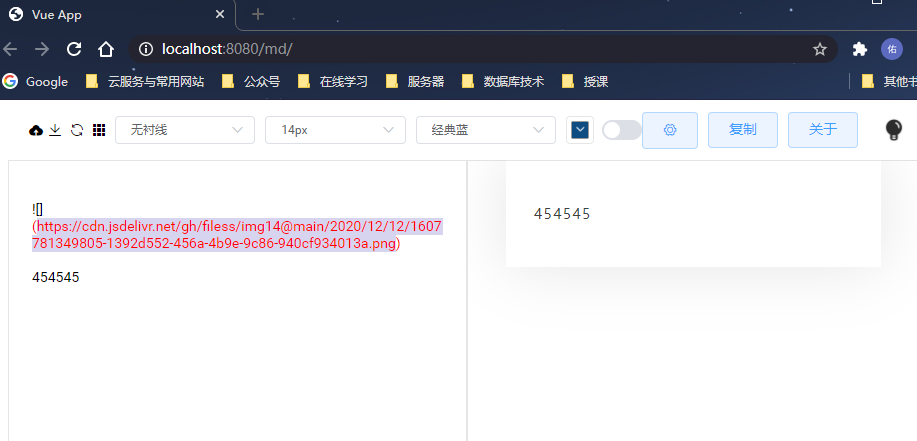 Vue App
localhost:8080/md/
Google 云服务与常用网站 公众号 在线学习 服务器 数据库技术 授课 其他书
无衬线 14px 经典蓝 复制 关于
佑
![]
(https://cdn.jsdelivr.net/gh/filess/img14@main/2020/12/12/1607
781349805-1392d552-456a-4b9e-9c86-940cf934013a.png)
454545
454545